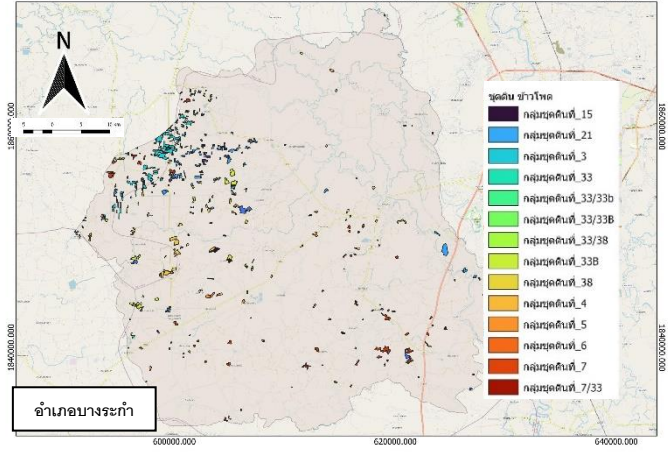 N
5 0 5 10 km
ชุดดิน ข้าวโพด
กลุ่มชุดดินที่_15
กลุ่มชุดดินที่_21
กลุ่มชุดดินที่_3
กลุ่มชุดดินที่_33
กลุ่มชุดดินที่_33/33b
กลุ่มชุดดินที่_33/33B
กลุ่มชุดดินที่_33/38
กลุ่มชุดดินที่_33B
กลุ่มชุดดินที่_38
กลุ่มชุดดินที่_4
กลุ่มชุดดินที่_5
กลุ่มชุดดินที่_6
กลุ่มชุดดินที่_7
กลุ่มชุดดินที่_7/33
1860000.000
1860000.000
1840000.000
1840000.000
อำเภอบางระกำ
600000.000 620000.000 640000.000